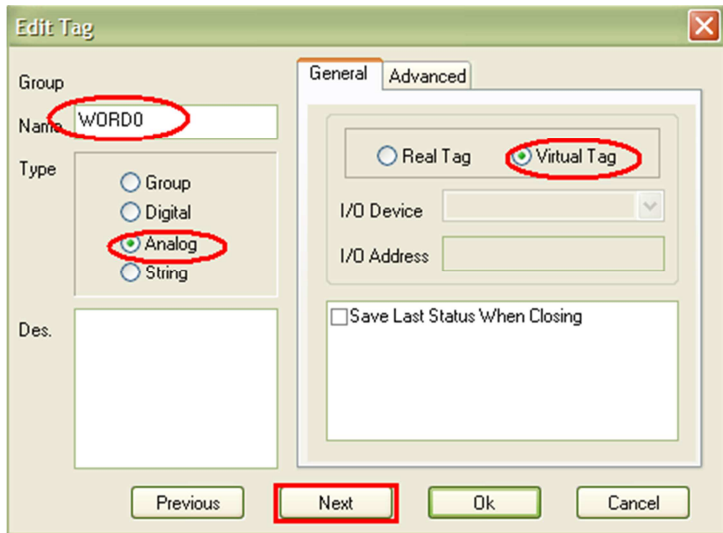 Edit Tag
Group
Name WORD0
Type
Group
Digital
Analog
String
Des.
General Advanced
Real Tag Virtual Tag
I/O Device
I/O Address
Save Last Status When Closing
Previous Next Ok Cancel